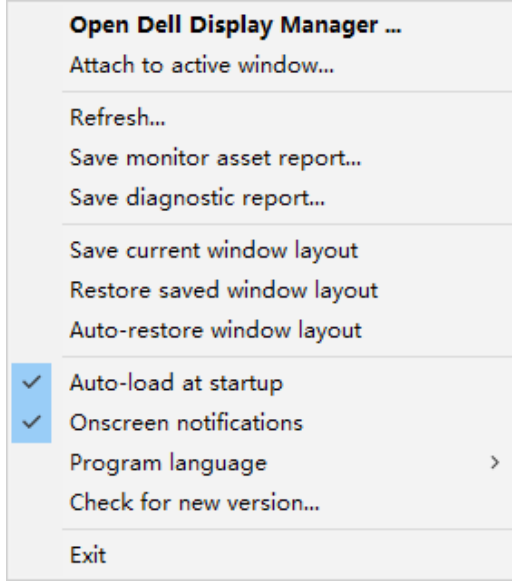 Open Dell Display Manager ...
Attach to active window...
Refresh...
Save monitor asset report...
Save diagnostic report...
Save current window layout
Restore saved window layout
Auto-restore window layout
Auto-load at startup
Onscreen notifications
Program language
Check for new version...
Exit